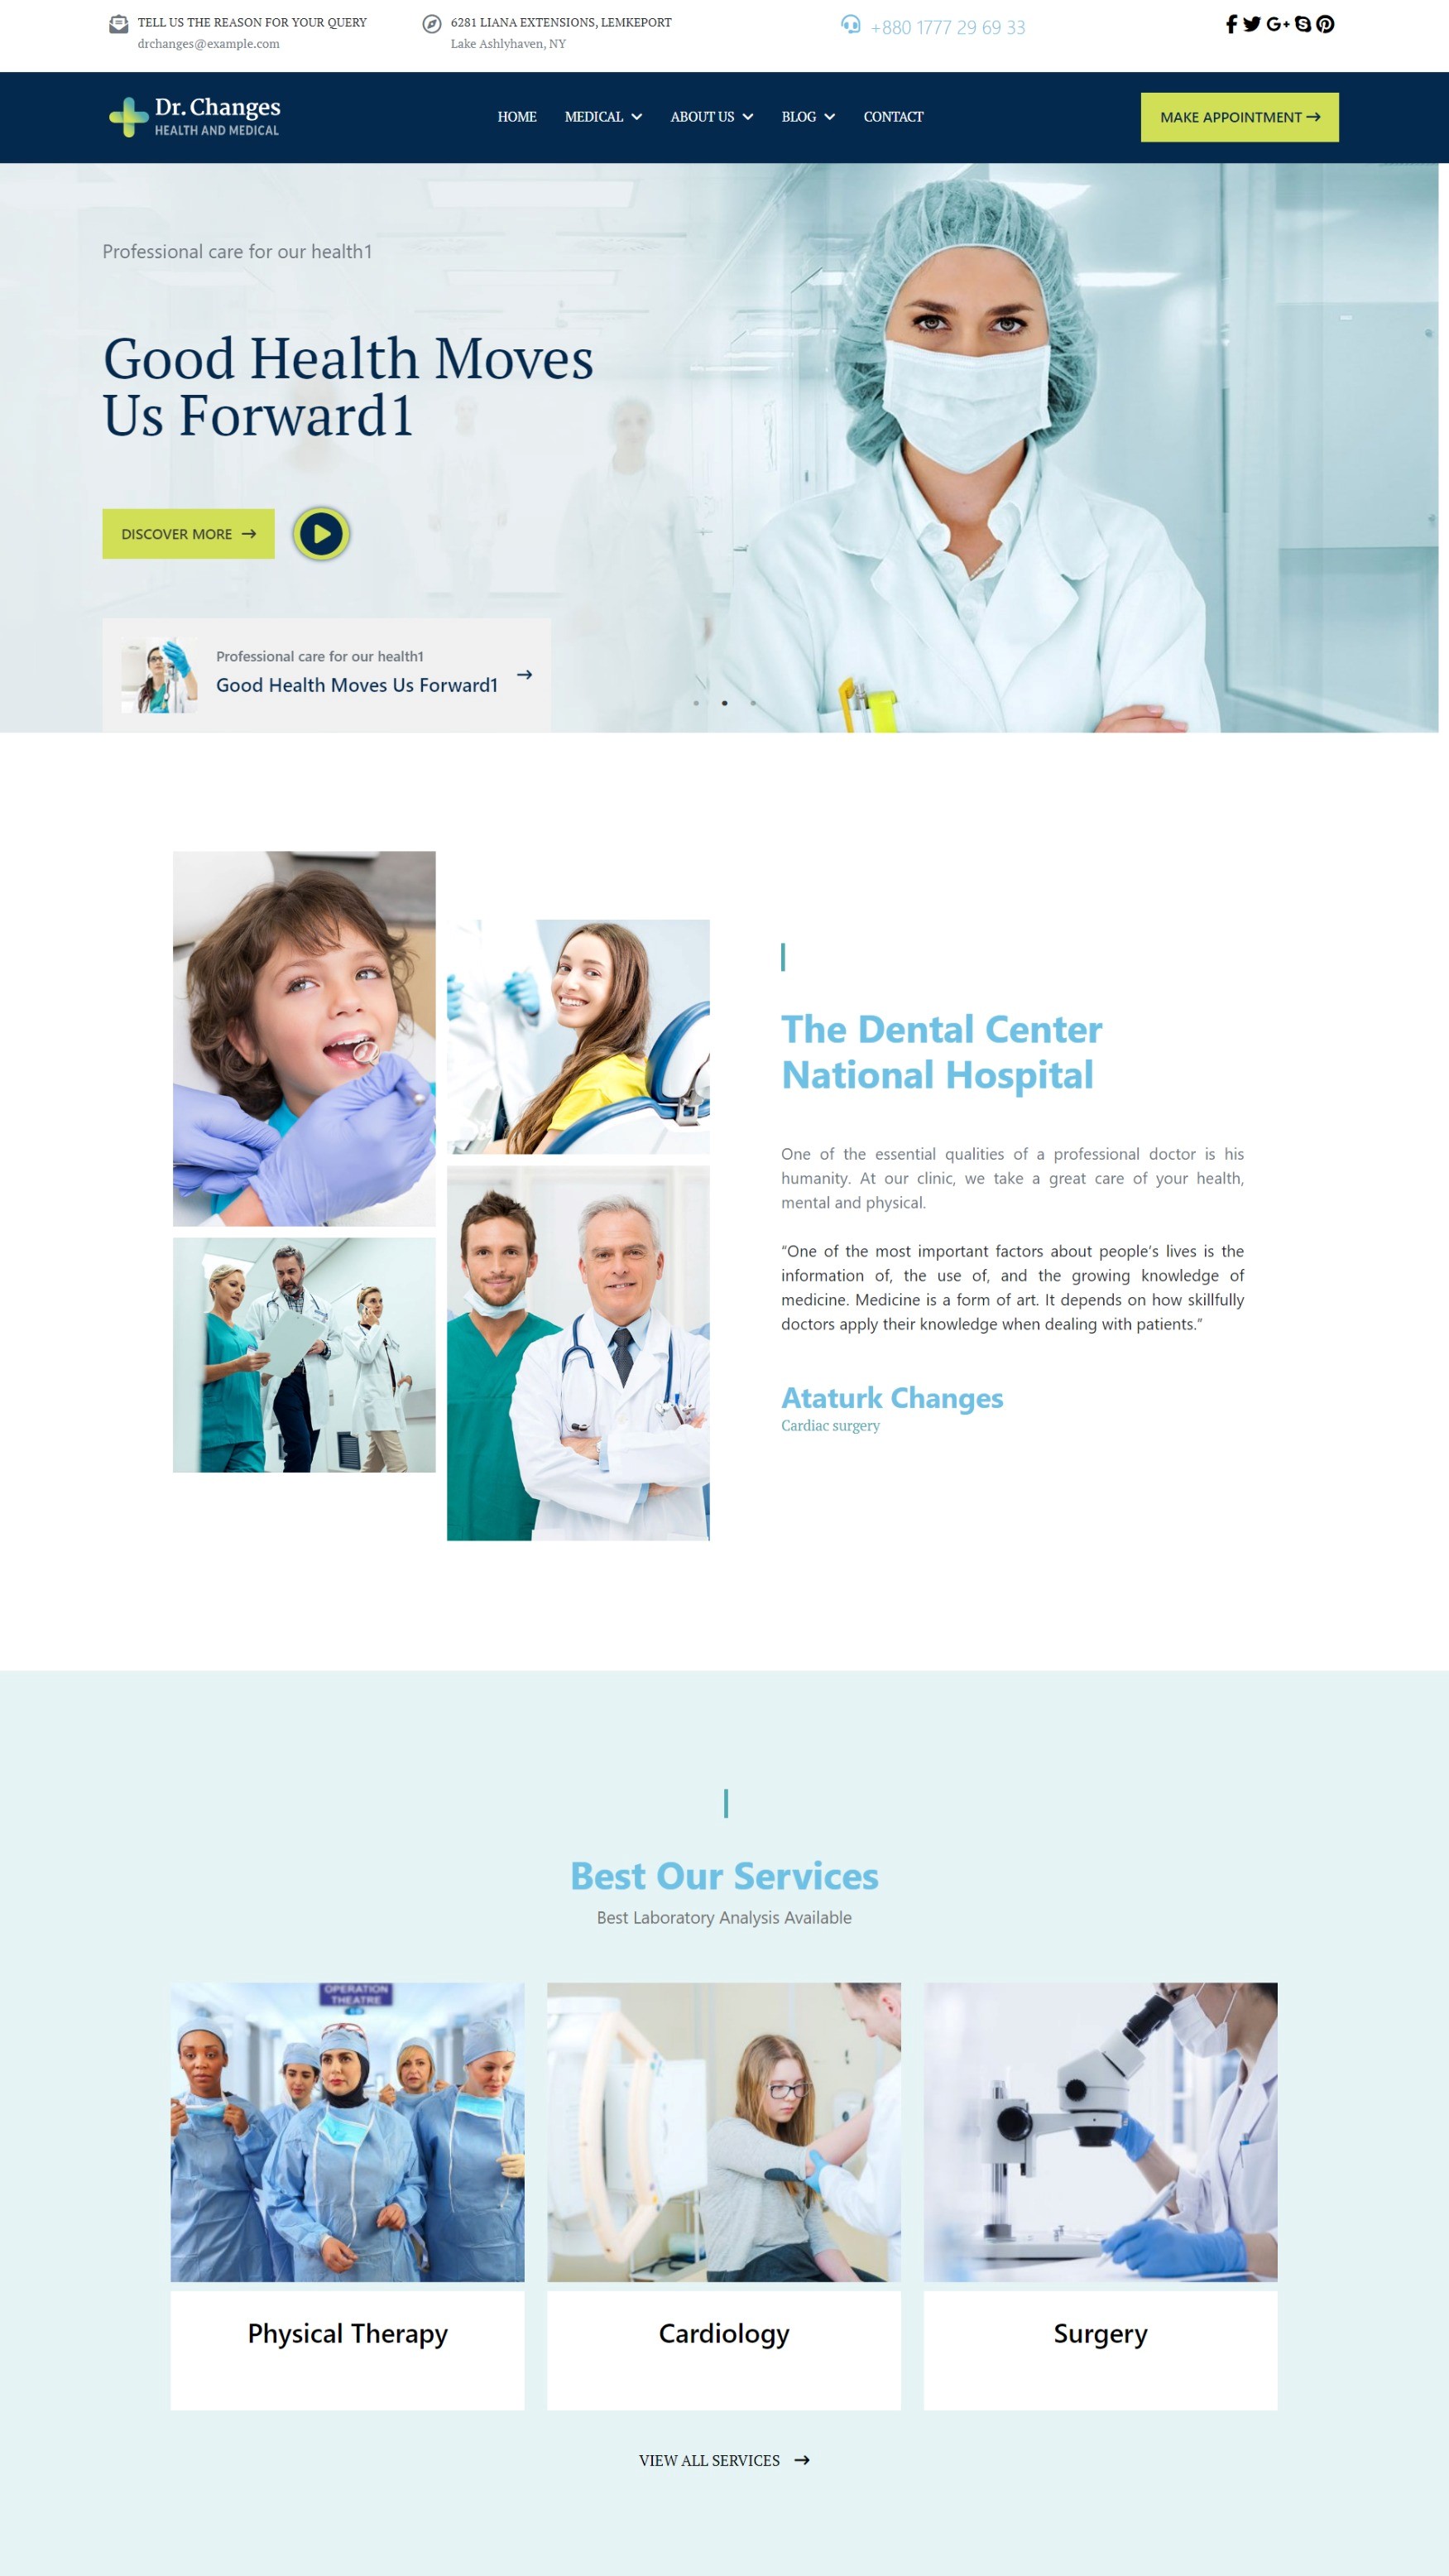 TELL US THE REASON FOR YOUR QUERY
drchanges@example.com
6281 LIANA EXTENSIONS, LEMKEPORT
Lake Ashlyhaven, NY
+880 1777 29 69 33
Dr. Changes
HEALTH AND MEDICAL
HOME
MEDICAL
ABOUT US
BLOG
CONTACT
MAKE APPOINTMENT →
Professional care for our health1
Good Health Moves
Us Forward1
DISCOVER MORE →
Professional care for our health1
Good Health Moves Us Forward1 →
The Dental Center
National Hospital
One of the essential qualities of a professional doctor is his
humanity. At our clinic, we take a great care of your health,
mental and physical.
“One of the most important factors about people’s lives is the
information of, the use of, and the growing knowledge of
medicine. Medicine is a form of art. It depends on how skillfully
doctors apply their knowledge when dealing with patients.”
Ataturk Changes
Cardiac surgery
Best Our Services
Best Laboratory Analysis Available
OPERATION
THEATRE
Physical Therapy
Cardiology
Surgery
VIEW ALL SERVICES →